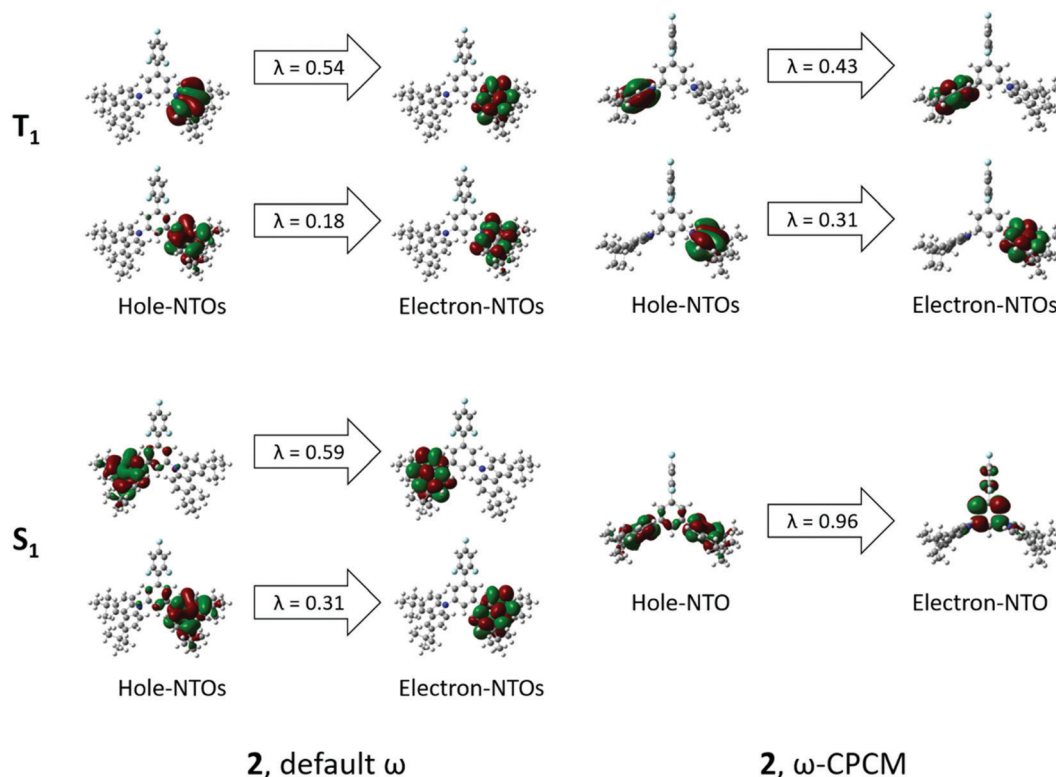 T1
λ = 0.54
λ = 0.43
λ = 0.18
λ = 0.31
Hole-NTOs
Electron-NTOs
Hole-NTOs
Electron-NTOs
S1
λ = 0.59
λ = 0.96
λ = 0.31
Hole-NTO
Electron-NTO
Hole-NTOs
Electron-NTOs
2, default ω
2, ω-CPCM